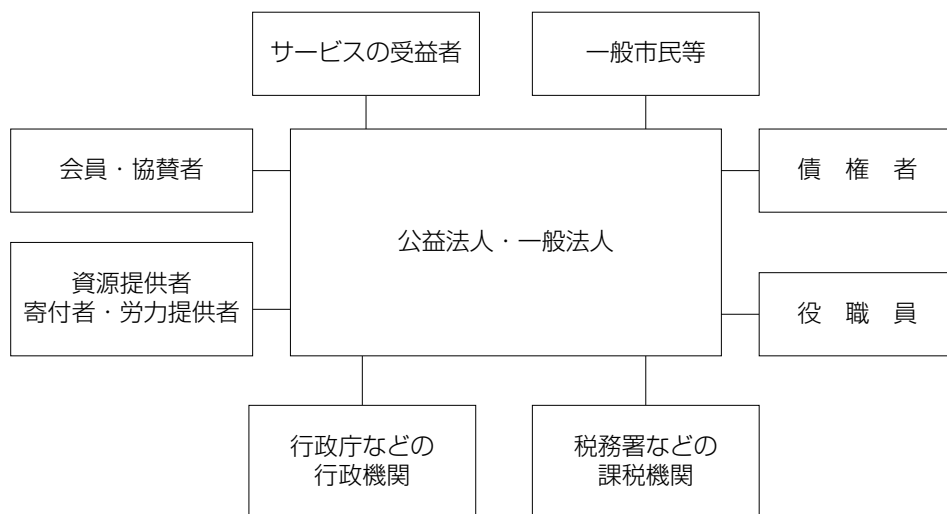 サービスの受益者
一般市民等
会員・協賛者
債権者
公益法人・一般法人
資源提供者
寄付者・労力提供者
役職員
行政庁などの
行政機関
税務署などの
課税機関